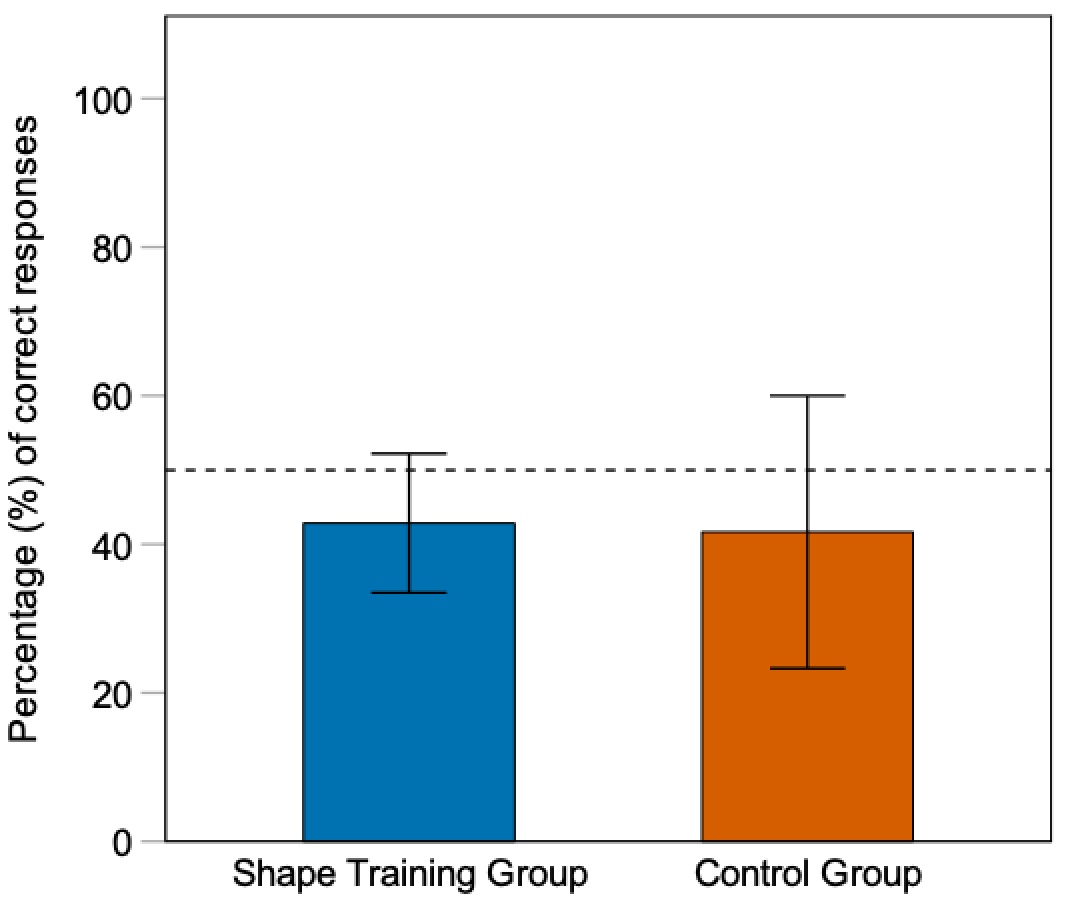 Percentage (%) of correct responses
100
80
60
40
20
0
Shape Training Group
Control Group